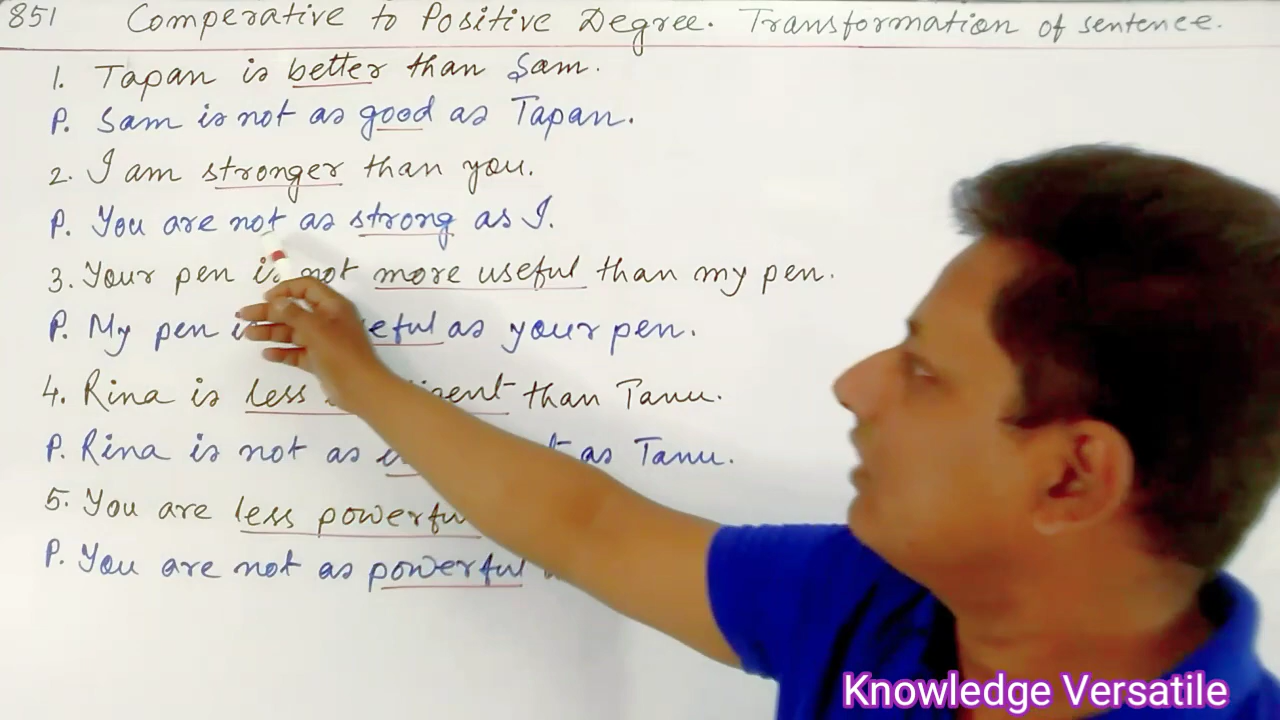 851 Comperative to Positive Degree. Transformation of sentence.
1. Tapan is better than Sam.
P. Sam is not as good as Tapan.
2. I am stronger than you.
P. You are not as strong as I.
3. Your pen is not more useful than my pen.
P. My pen as your pen.
4. Rina is less than Tanu.
P. Rina is not as as Tanu.
5. You are less
P. You are not as powerful
Knowledge Versatile